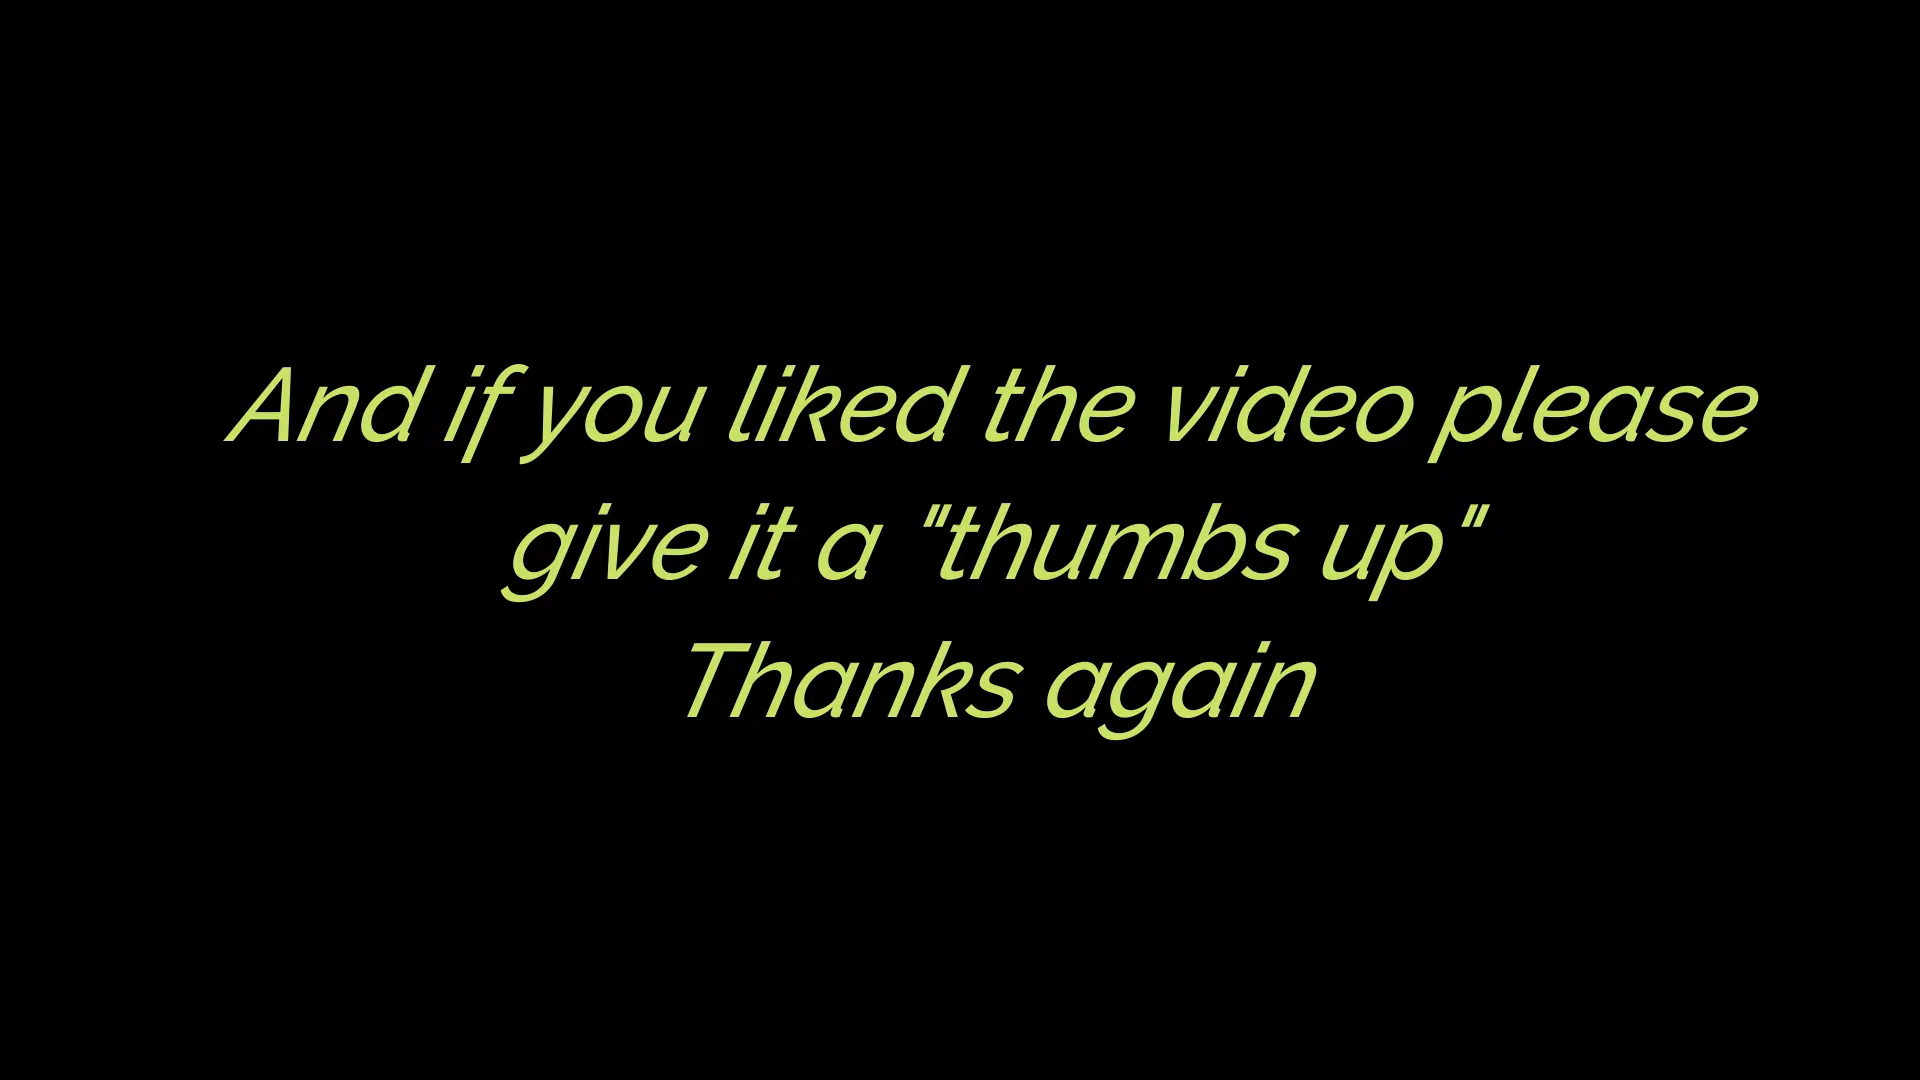 And if you liked the video please
give it a "thumbs up"
Thanks again